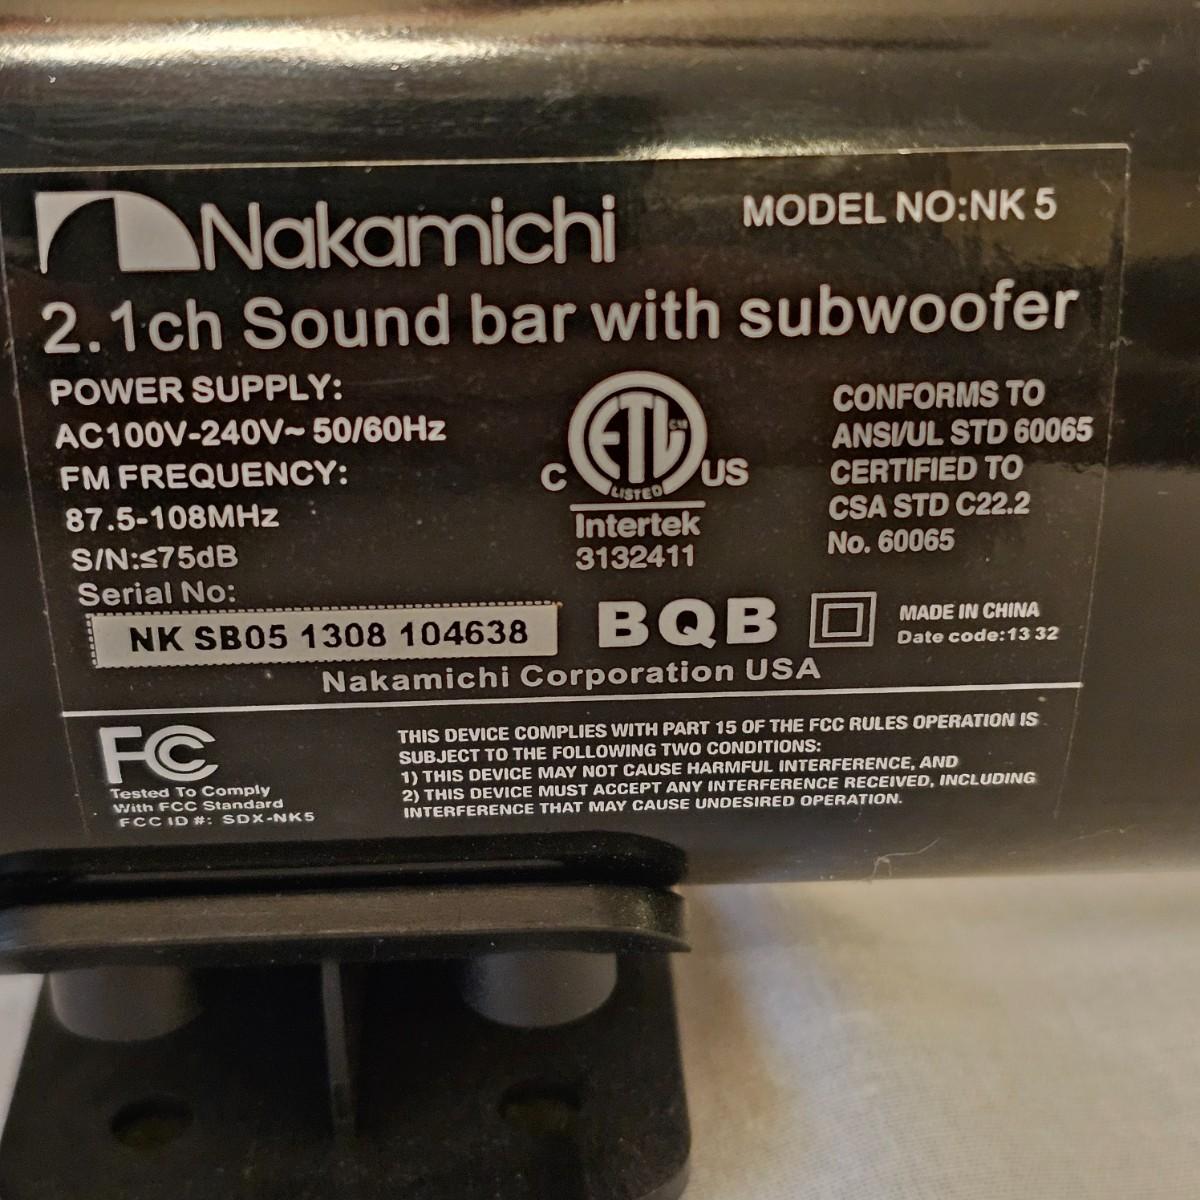 Nakamichi
MODEL NO:NK 5
2.1ch Sound bar with subwoofer
POWER SUPPLY:
AC100V-240V~ 50/60Hz
FM FREQUENCY:
87.5-108MHz
S/N:≤75dB
Serial No:
NK SB05 1308 104638
C ETL CM US
LISTED
Intertek
3132411
CONFORMS TO
ANSI/UL STD 60065
CERTIFIED TO
CSA STD C22.2
No. 60065
BQB
MADE IN CHINA
Date code:13 32
Nakamichi Corporation USA
FC
Tested To Comply
With FCC Standard
FCC ID #: SDX-NK5
THIS DEVICE COMPLIES WITH PART 15 OF THE FCC RULES OPERATION IS
SUBJECT TO THE FOLLOWING TWO CONDITIONS:
1) THIS DEVICE MAY NOT CAUSE HARMFUL INTERFERENCE, AND
2) THIS DEVICE MUST ACCEPT ANY INTERFERENCE RECEIVED, INCLUDING
INTERFERENCE THAT MAY CAUSE UNDESIRED OPERATION.